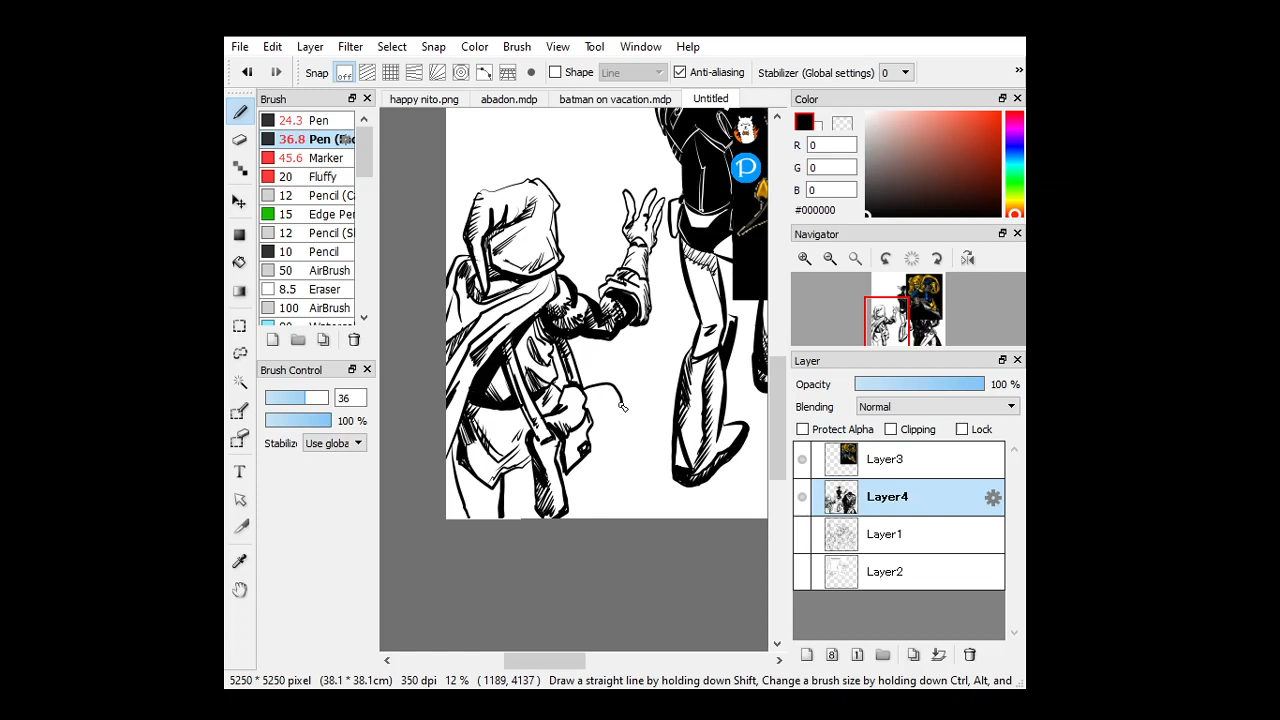 File Edit Layer Filter Select Snap Color Brush View Tool Window Help
Snap off Shape Line Anti-aliasing Stabilizer (Global settings) 0 »
Brush
24.3 Pen
36.8 Pen
45.6 Marker
20 Fluffy
12 Pencil
15 Edge Pe
12 Pencil
10 Pencil
50 AirBrush
8.5 Eraser
100 AirBrush
Brush Control
36
100 %
Stabiliz Use globa
happy nito.png abadon.mdp batman on vacation.mdp Untitled
P
Color
R 0
G 0
B 0
#000000
Navigator
Layer
Opacity 100 %
Blending Normal
Protect Alpha Clipping Lock
Layer3
Layer4
Layer1
Layer2
8 1
5250 * 5250 pixel (38.1 * 38.1cm) 350 dpi 12 % ( 1189, 4137 ) Draw a straight line by holding down Shift, Change a brush size by holding down Ctrl, Alt, and